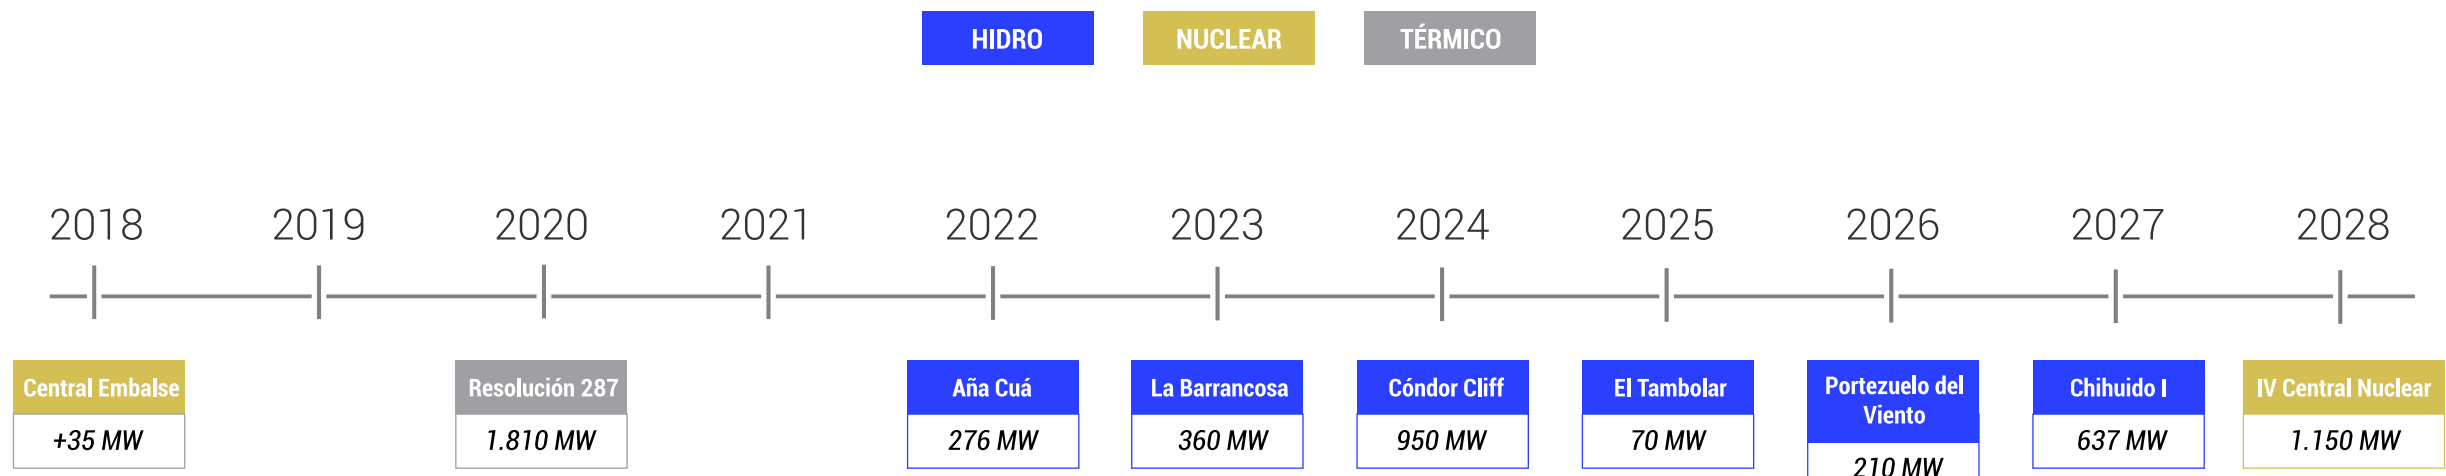 HIDRO NUCLEAR TÉRMICO
2018 2019 2020 2021 2022 2023 2024 2025 2026 2027 2028
Central Embalse
+35 MW
Resolución 287
1.810 MW
Aña Cuá
276 MW
La Barrancosa
360 MW
Cóndor Cliff
950 MW
El Tambolar
70 MW
Portezuelo del
Viento
210 MW
Chihuido I
637 MW
IV Central Nuclear
1.150 MW